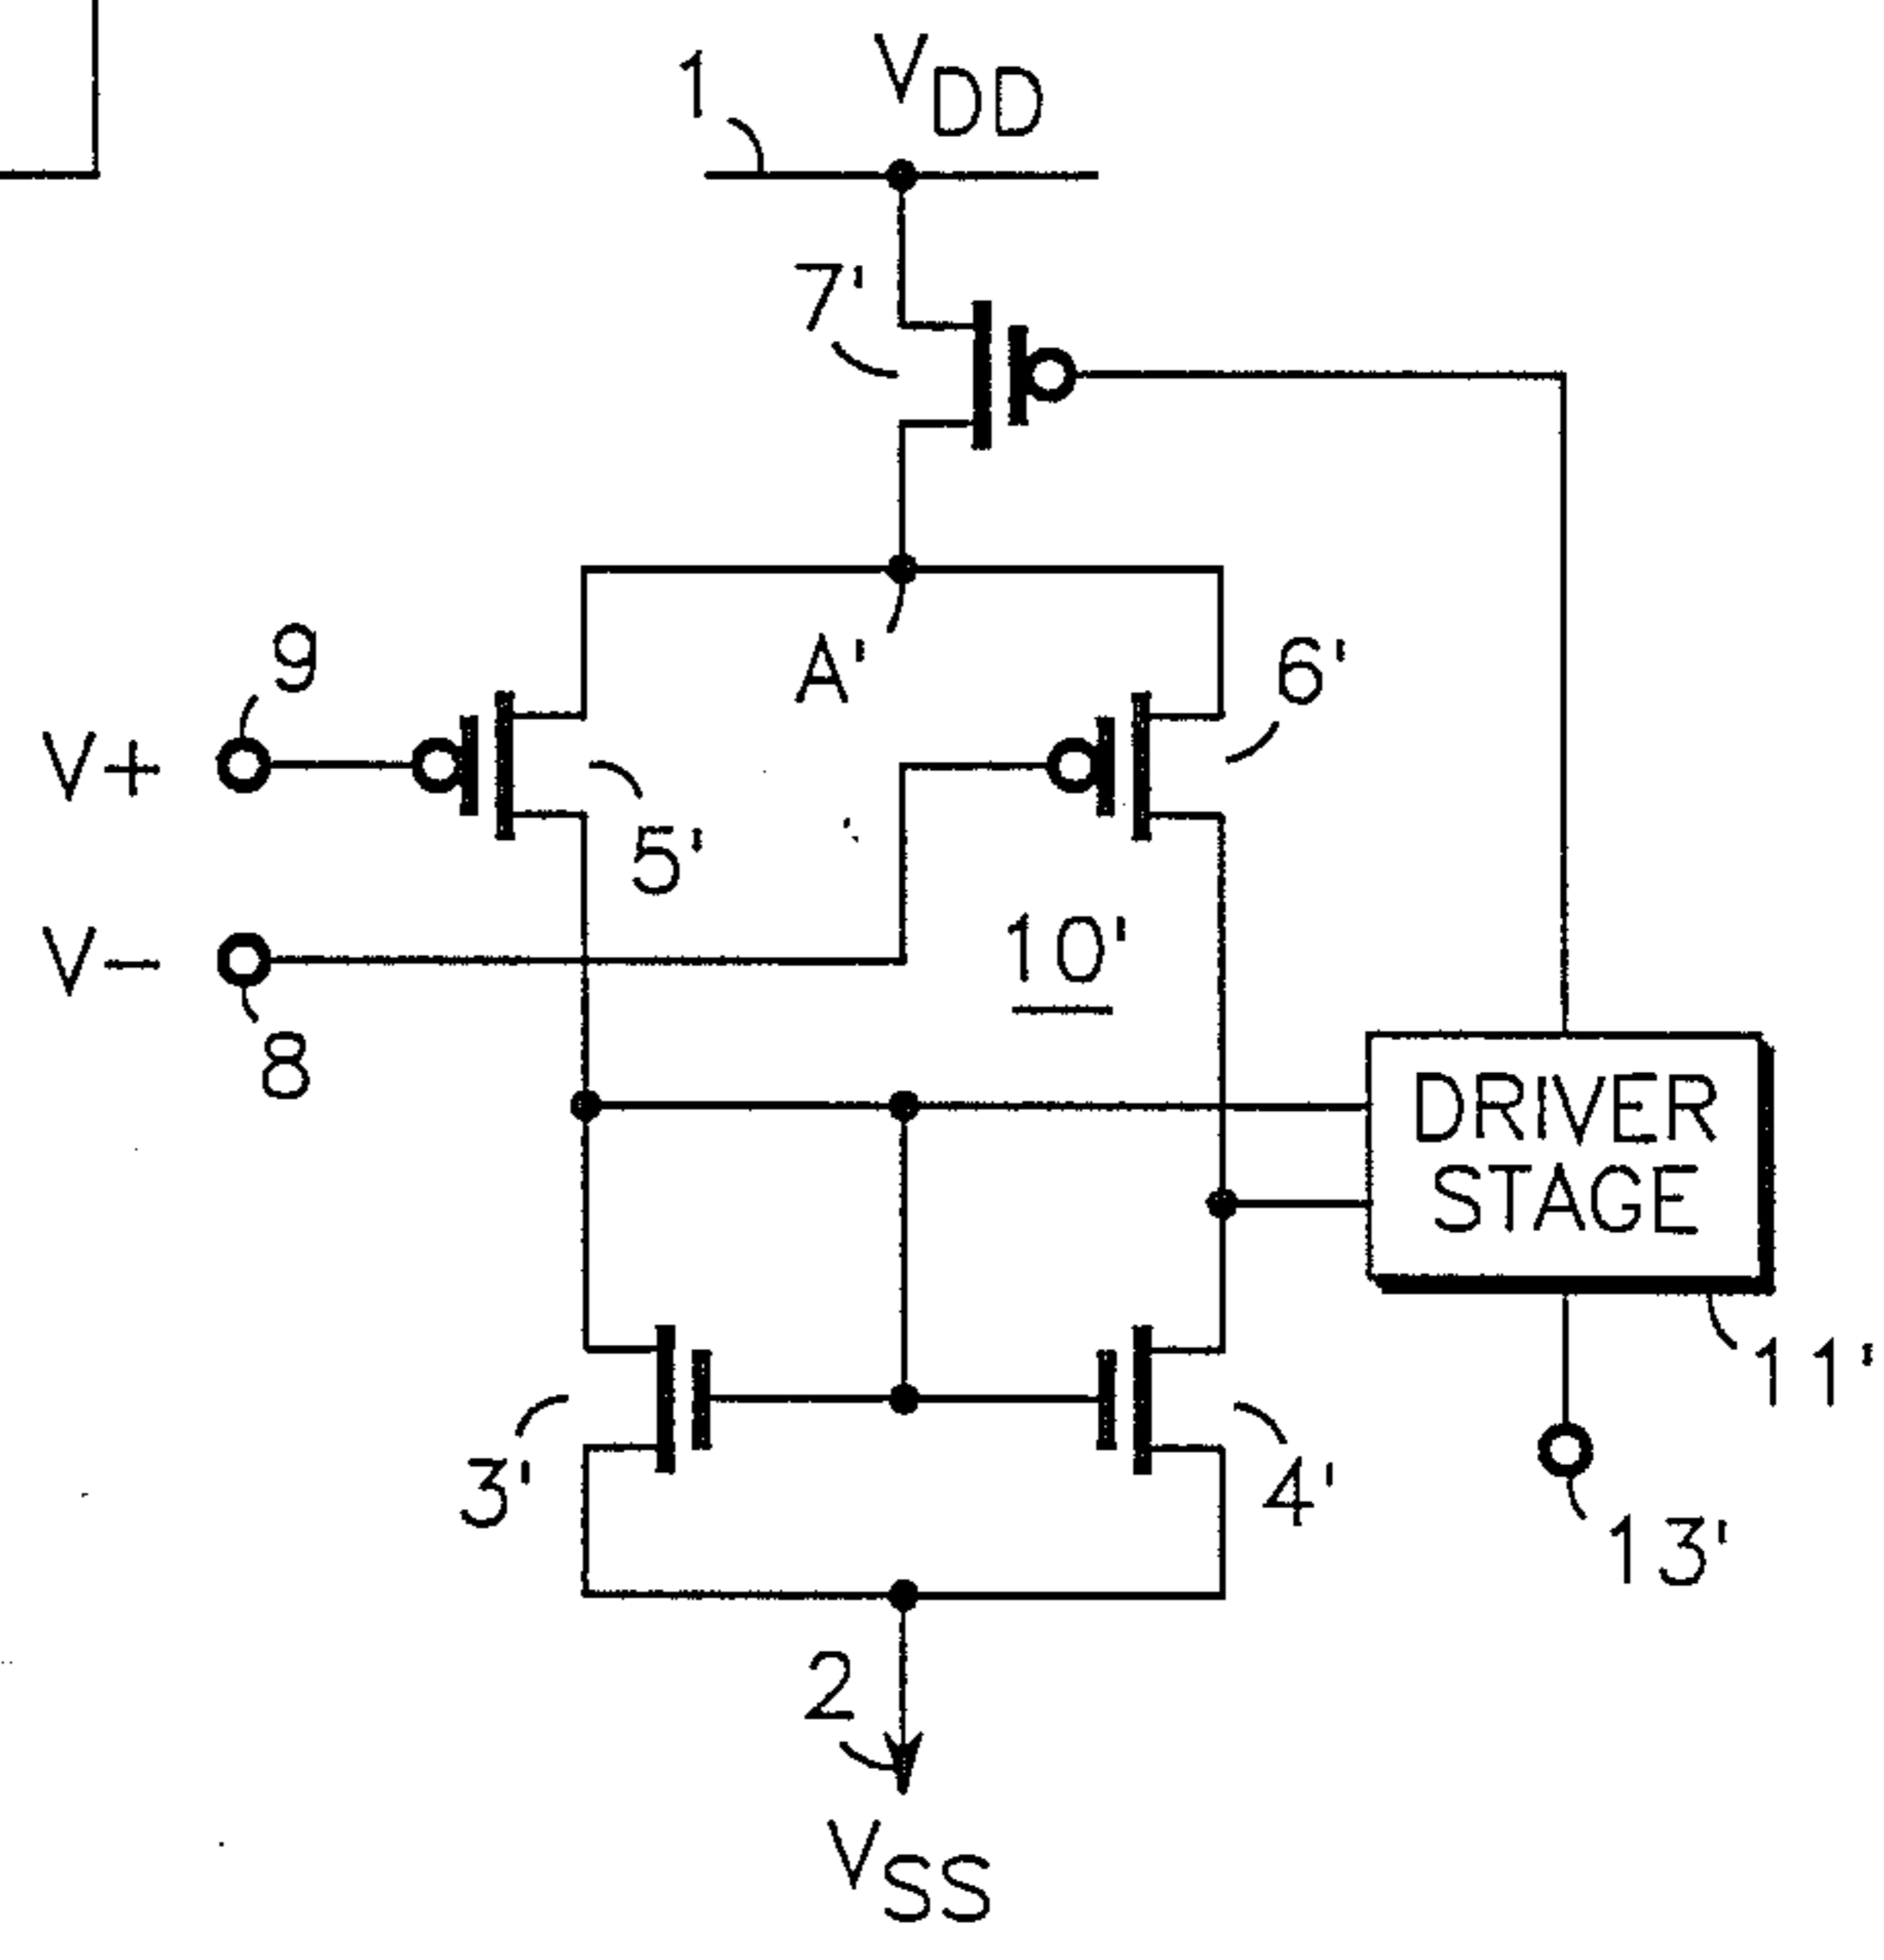 1
VDD
7'
A'
9
V+
5'
6'
V-
8
10'
DRIVER
STAGE
11'
3'
4'
13'
2
VSS